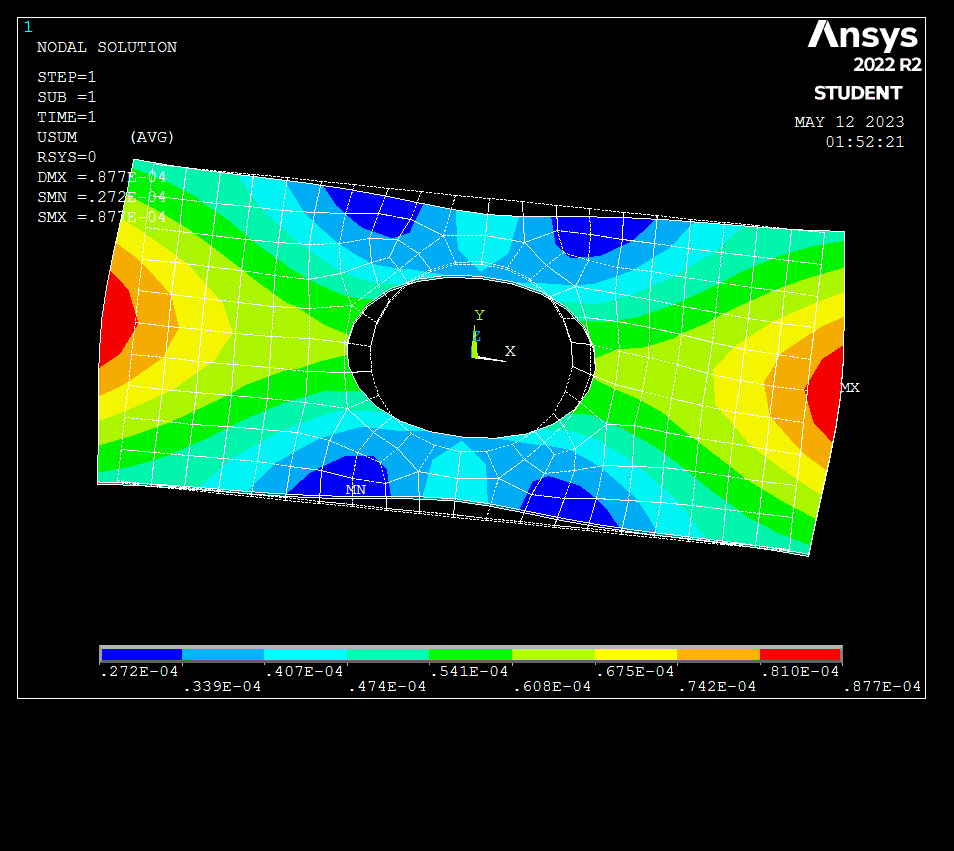 1
NODAL SOLUTION
STEP=1
SUB =1
TIME=1
USUM (AVG)
RSYS=0
DMX =.877E-04
SMN =.272E-04
SMX =.877E-04
Ansys
2022 R2
STUDENT
MAY 12 2023
01:52:21
Y
Z
X
MX
MN
.272E-04 .407E-04 .541E-04 .675E-04 .810E-04
.339E-04 .474E-04 .608E-04 .742E-04 .877E-04